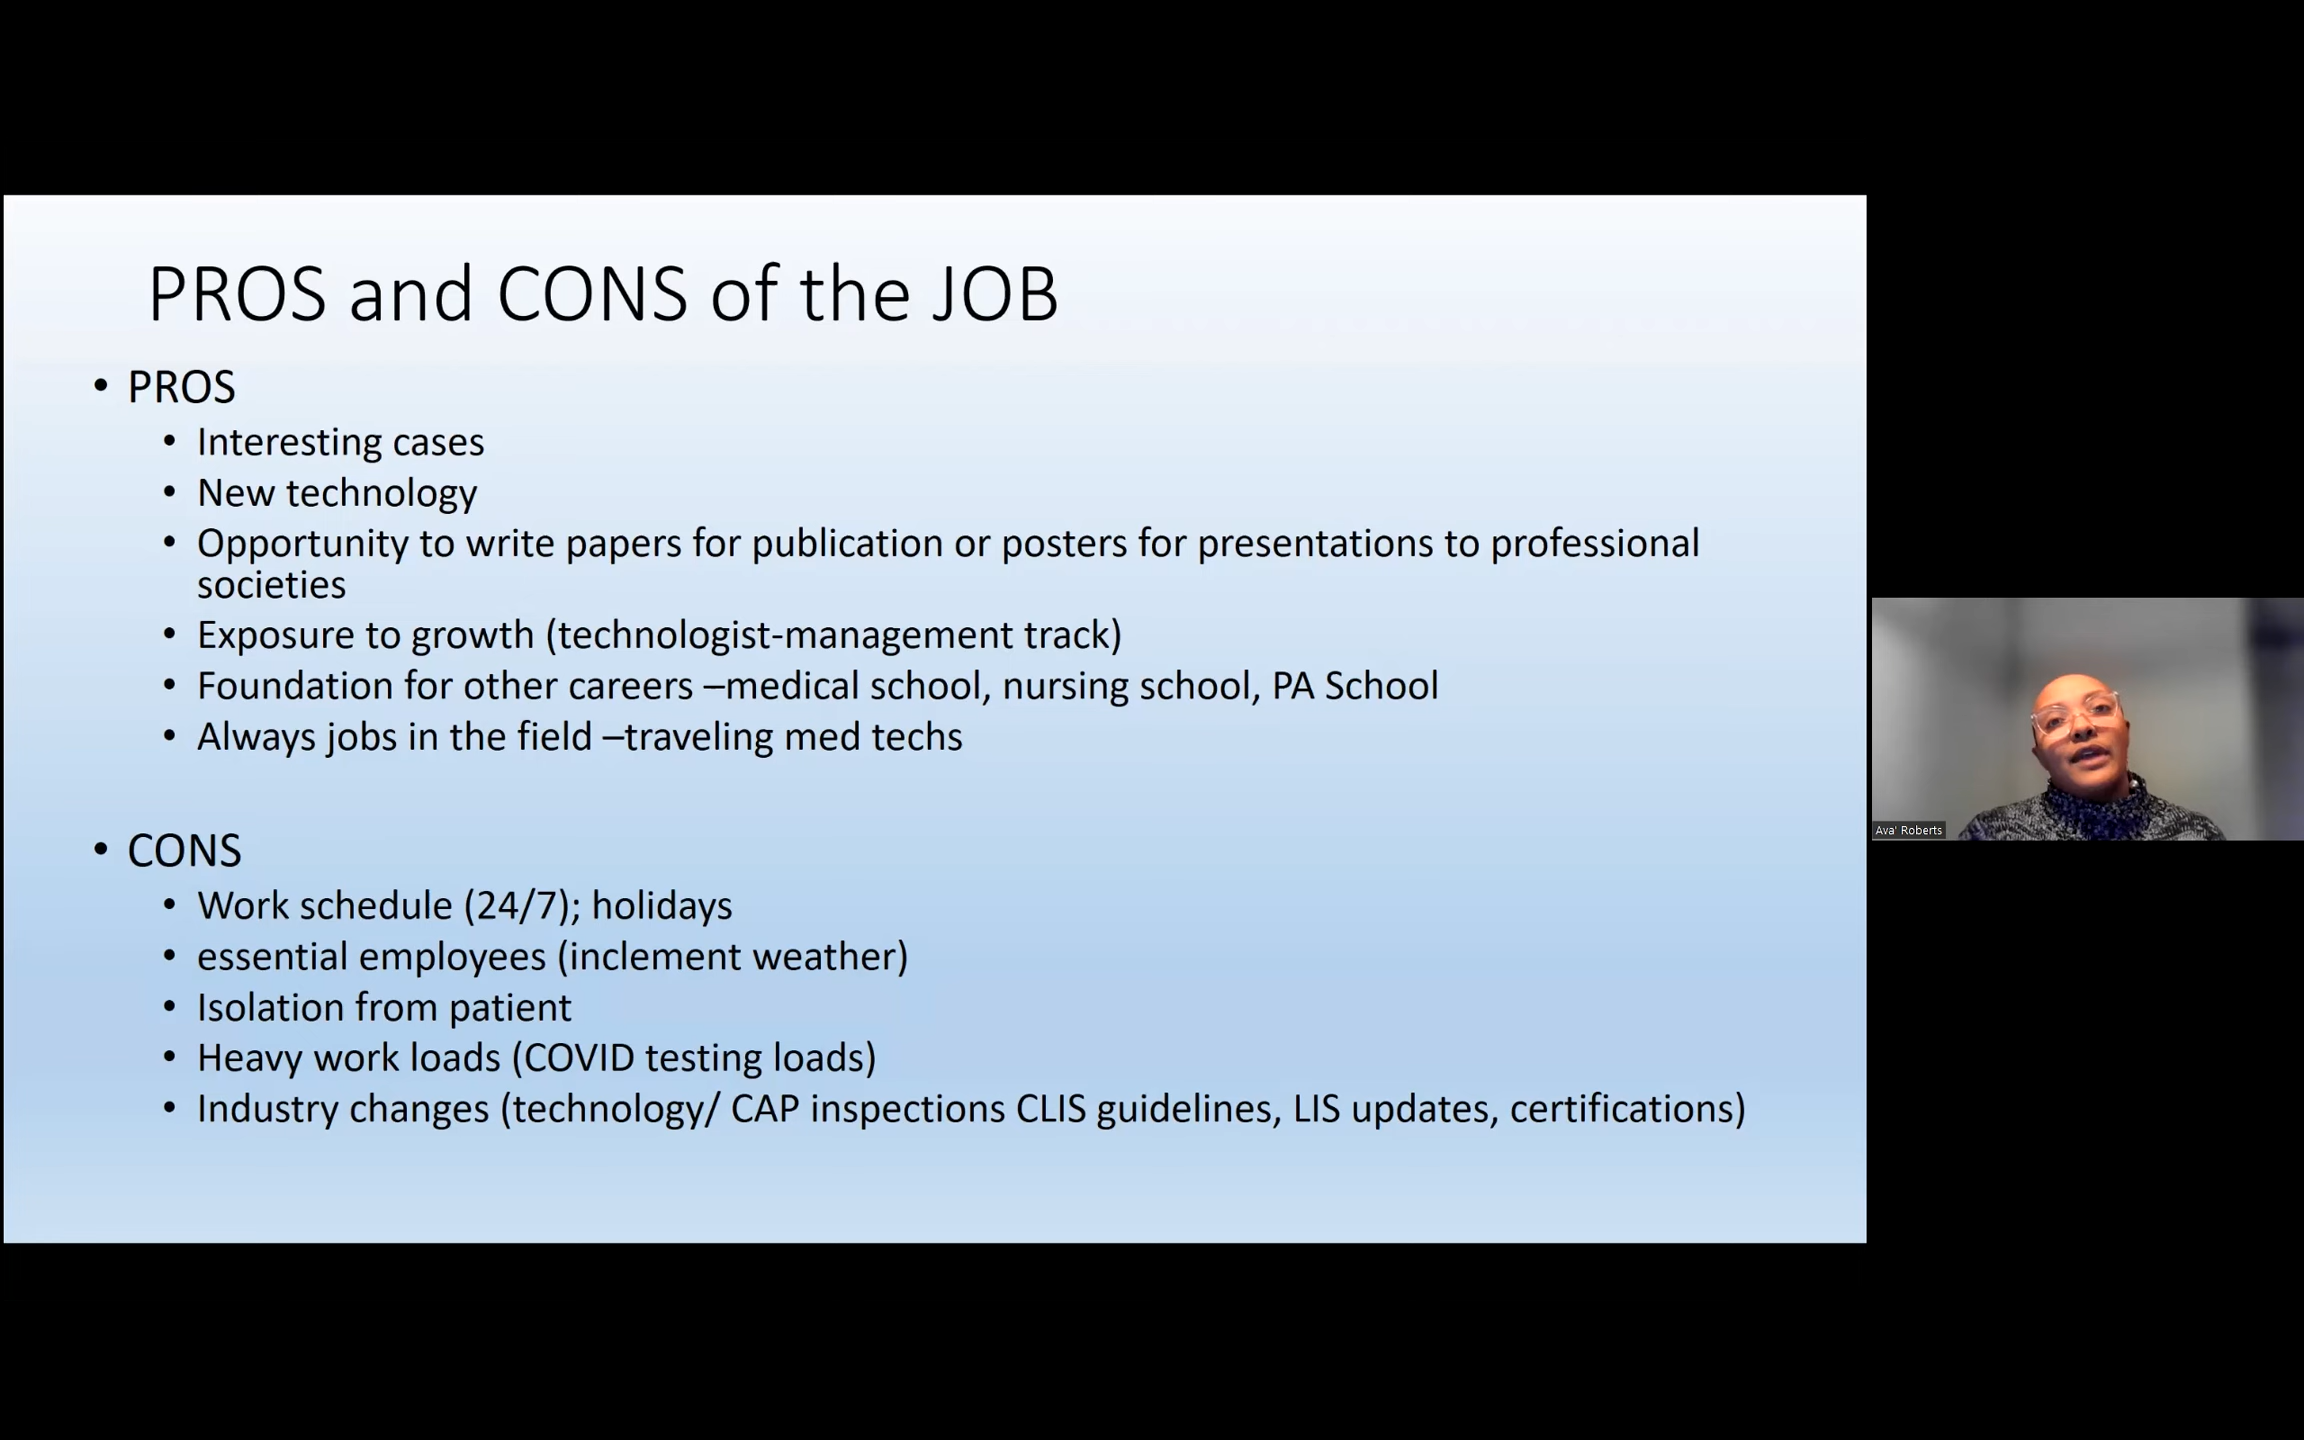 PROS and CONS of the JOB
• PROS
• Interesting cases
• New technology
• Opportunity to write papers for publication or posters for presentations to professional
societies
• Exposure to growth (technologist-management track)
• Foundation for other careers –medical school, nursing school, PA School
• Always jobs in the field –traveling med techs
• CONS
• Work schedule (24/7); holidays
• essential employees (inclement weather)
• Isolation from patient
• Heavy work loads (COVID testing loads)
• Industry changes (technology/ CAP inspections CLIS guidelines, LIS updates, certifications)
Ava' Roberts